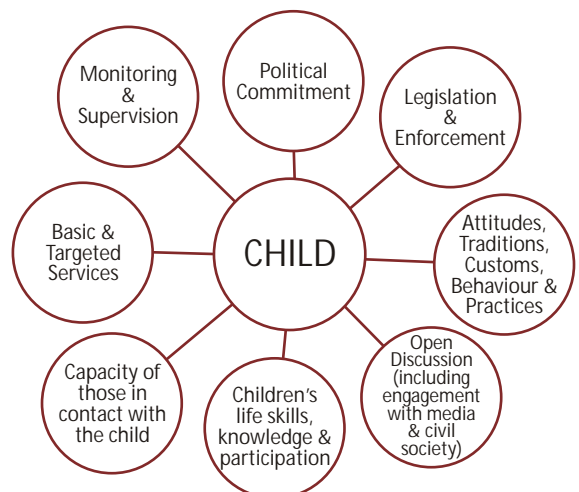 Political
Commitment
Legislation
&
Enforcement
Attitudes,
Traditions,
Customs,
Behaviour &
Practices
Open
Discussion
(including
engagement
with media
& civil
society)
Children's
life skills,
knowledge &
participation
Capacity of
those in
contact with
the child
Basic &
Targeted
Services
Monitoring
&
Supervision
CHILD